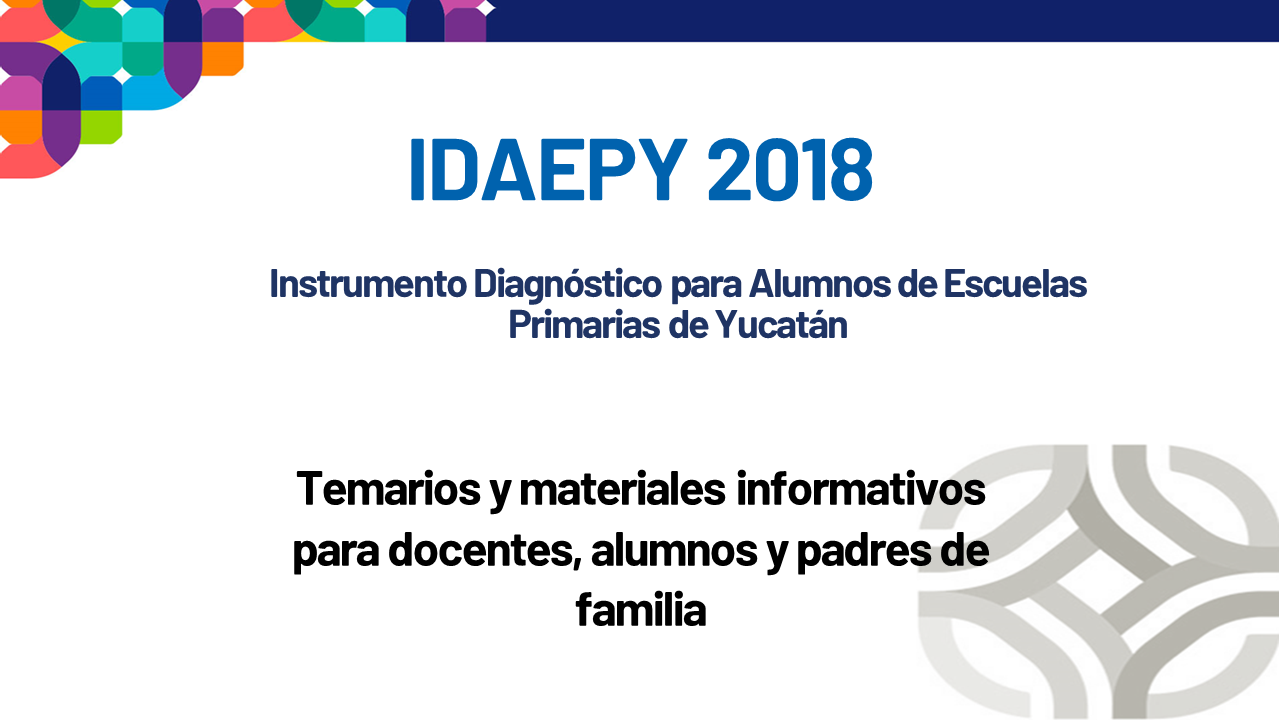 IDAEPY 2018
Instrumento Diagnóstico para Alumnos de Escuelas
Primarias de Yucatán
Temarios y materiales informativos
para docentes, alumnos y padres de
familia